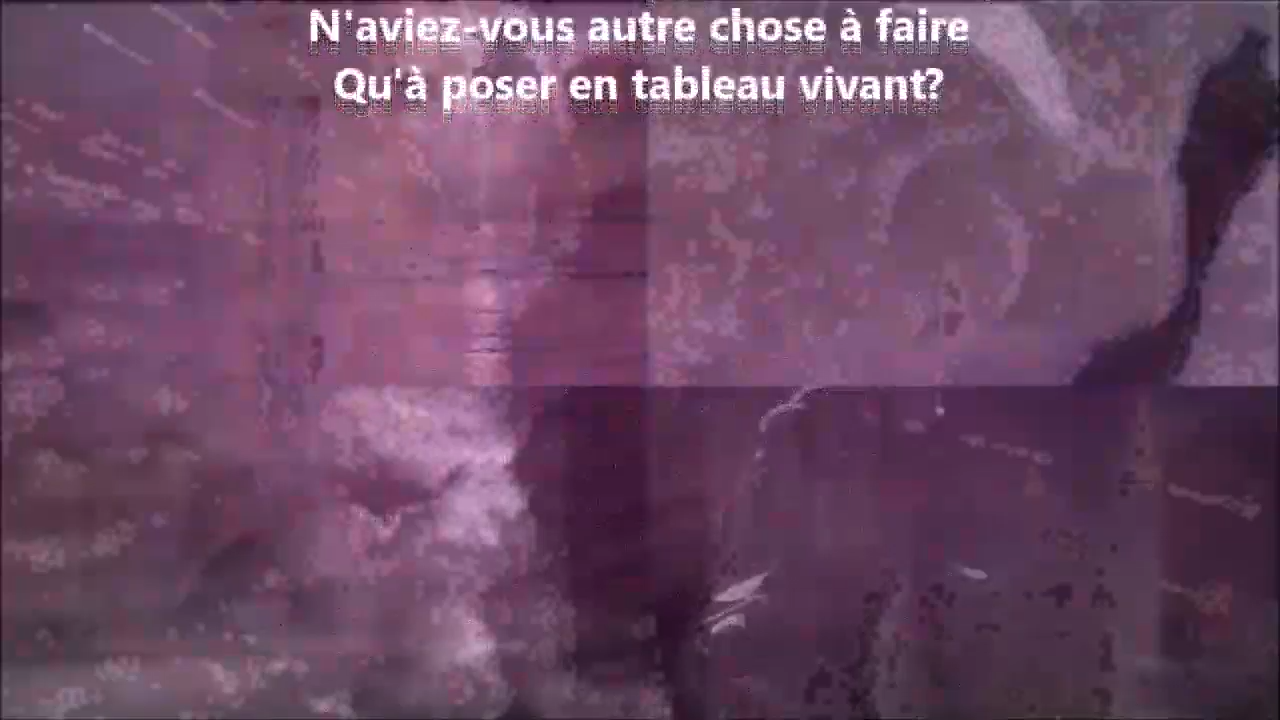 N'aviez-vous autre chose à faire
Qu'à poser en tableau vivant?